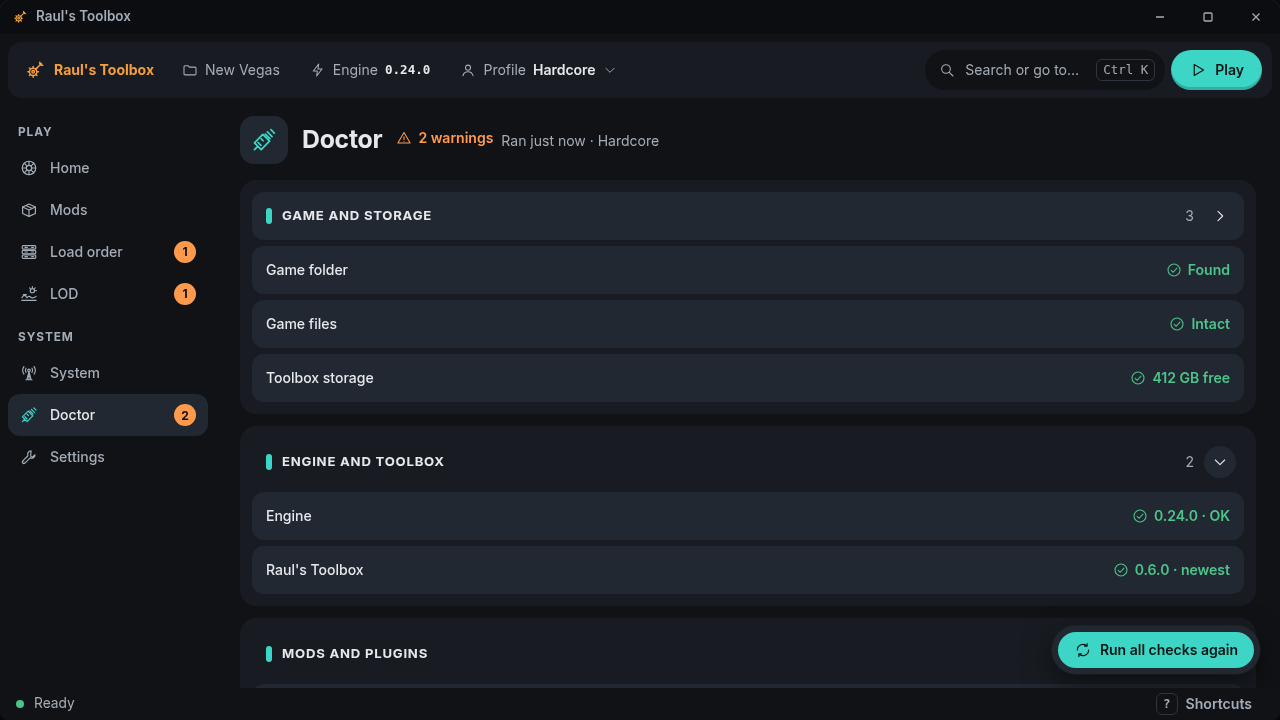 Raul's Toolbox
Raul's Toolbox
New Vegas
Engine 0.24.0
Profile Hardcore
Search or go to...
Ctrl K
Play
PLAY
Home
Mods
Load order 1
LOD 1
SYSTEM
System
Doctor 2
Settings
Doctor
2 warnings
Ran just now · Hardcore
GAME AND STORAGE 3
Game folder Found
Game files Intact
Toolbox storage 412 GB free
ENGINE AND TOOLBOX 2
Engine 0.24.0 · OK
Raul's Toolbox 0.6.0 · newest
MODS AND PLUGINS
Run all checks again
Ready
? Shortcuts